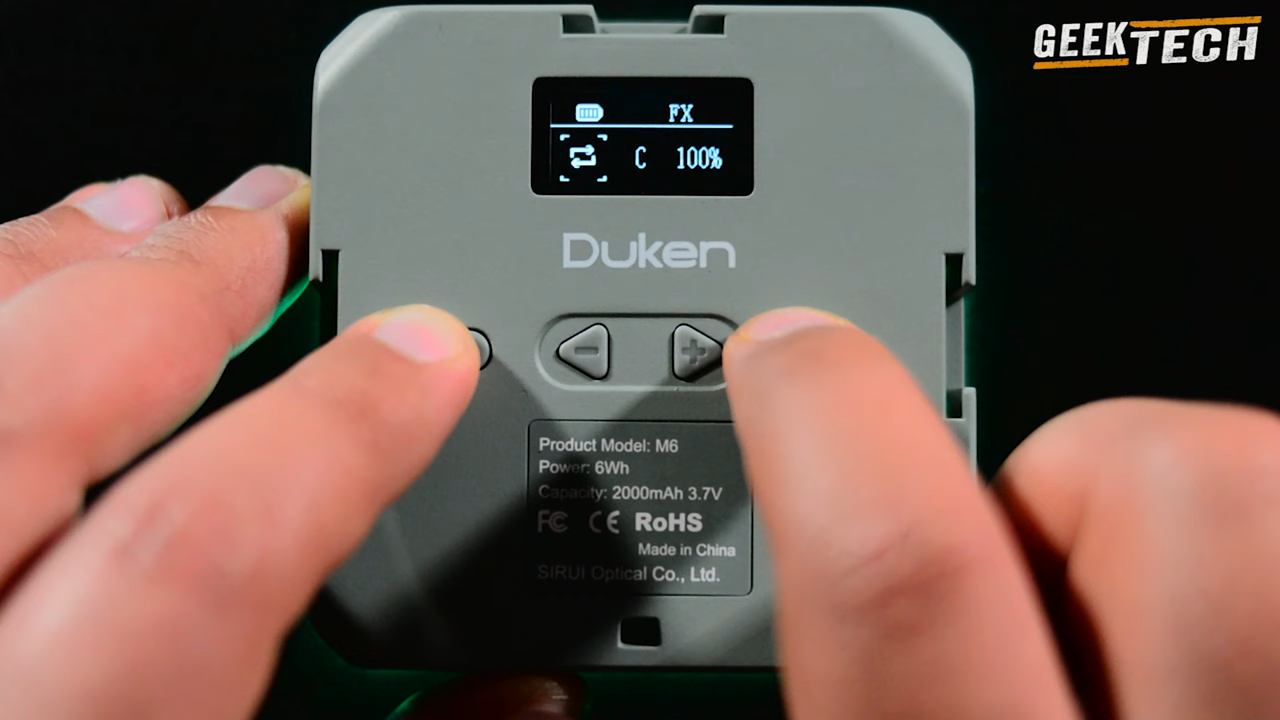 GEEKTECH
FX
C 100%
Duken
Product Model: M6
Power: 6Wh
Capacity: 2000mAh 3.7V
FC CE RoHS
Made in China
SIRUI Optical Co., Ltd.